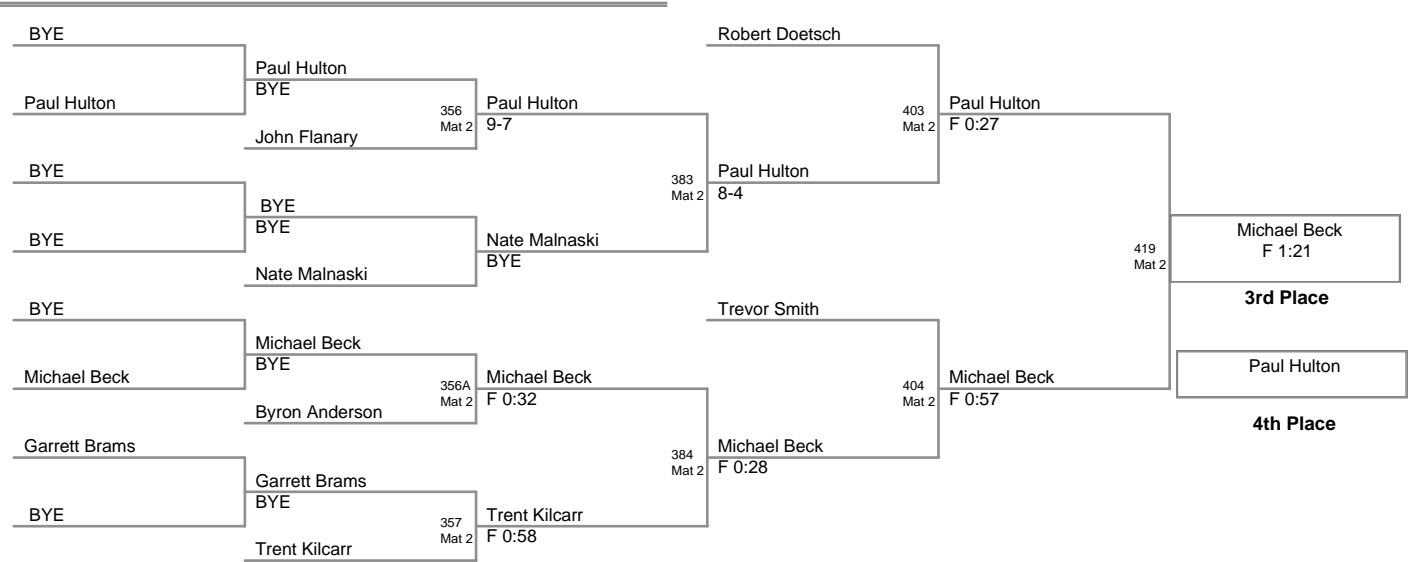 BYE
Paul Hulton
BYE
BYE
BYE
Michael Beck
Garrett Brams
BYE
Paul Hulton
BYE
John Flanary
BYE
BYE
Nate Malnaski
Michael Beck
BYE
Byron Anderson
Garrett Brams
BYE
Trent Kilcarr
356
Mat 2
356A
Mat 2
357
Mat 2
Paul Hulton
9-7
Nate Malnaski
BYE
Michael Beck
F 0:32
Trent Kilcarr
F 0:58
383
Mat 2
384
Mat 2
Robert Doetsch
Paul Hulton
8-4
Trevor Smith
Michael Beck
F 0:28
403
Mat 2
404
Mat 2
Paul Hulton
F 0:27
Michael Beck
F 0:57
419
Mat 2
Michael Beck
F 1:21
3rd Place
Paul Hulton
4th Place